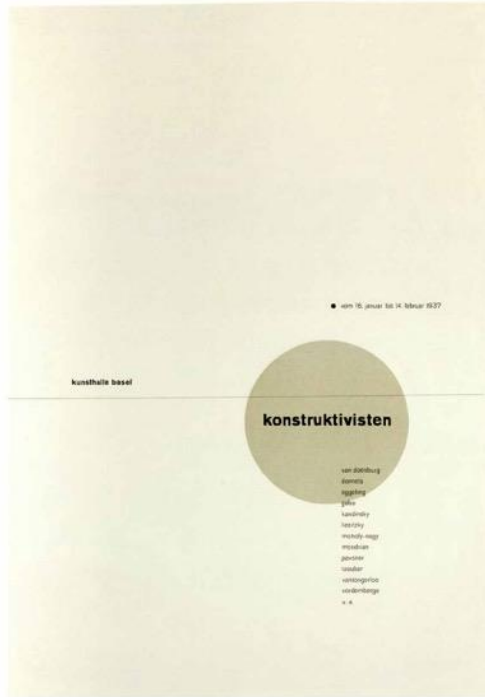 vom 16. januar bis 14. februar 1937
kunsthalle basel
konstruktivisten
van doesburg
domela
eggeling
gabo
kandinsky
lissitzky
moholy-nagy
mondrian
pevsner
taeuber
vantongerloo
vordemberge
u. a.